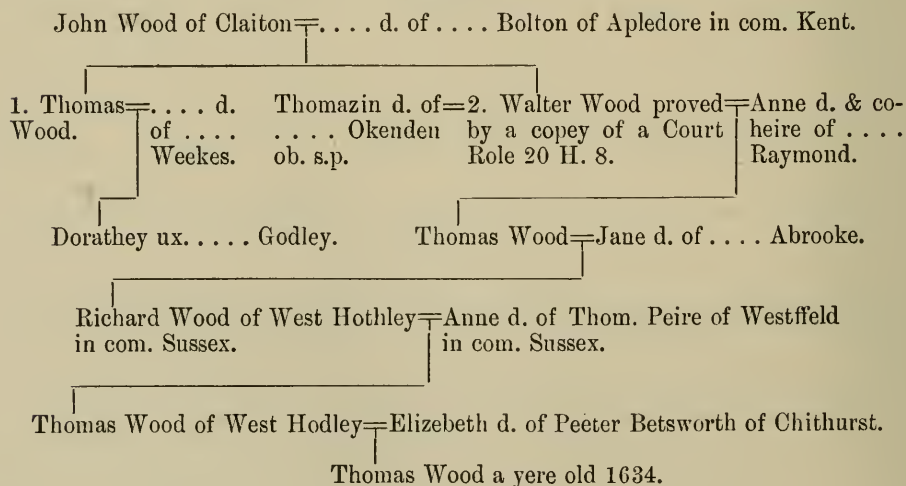 John Wood of Claiton=. . . . d. of . . . . Bolton of Apledore in com. Kent.
1. Thomas=. . . . d. of . . . . Weekes.
Wood.
Thomazin d. of=2. Walter Wood proved=Anne d. & co-
. . . . Okenden by a copey of a Court heire of . . . .
ob. s.p. Role 20 H. 8. Raymond.
Dorathey ux. . . . . Godley. Thomas Wood=Jane d. of . . . . Abrooke.
Richard Wood of West Hothley=Anne d. of Thom. Peire of Westffeld
in com. Sussex. in com. Sussex.
Thomas Wood of West Hodley=Elizebeth d. of Peeter Betsworth of Chithurst.
Thomas Wood a yere old 1634.